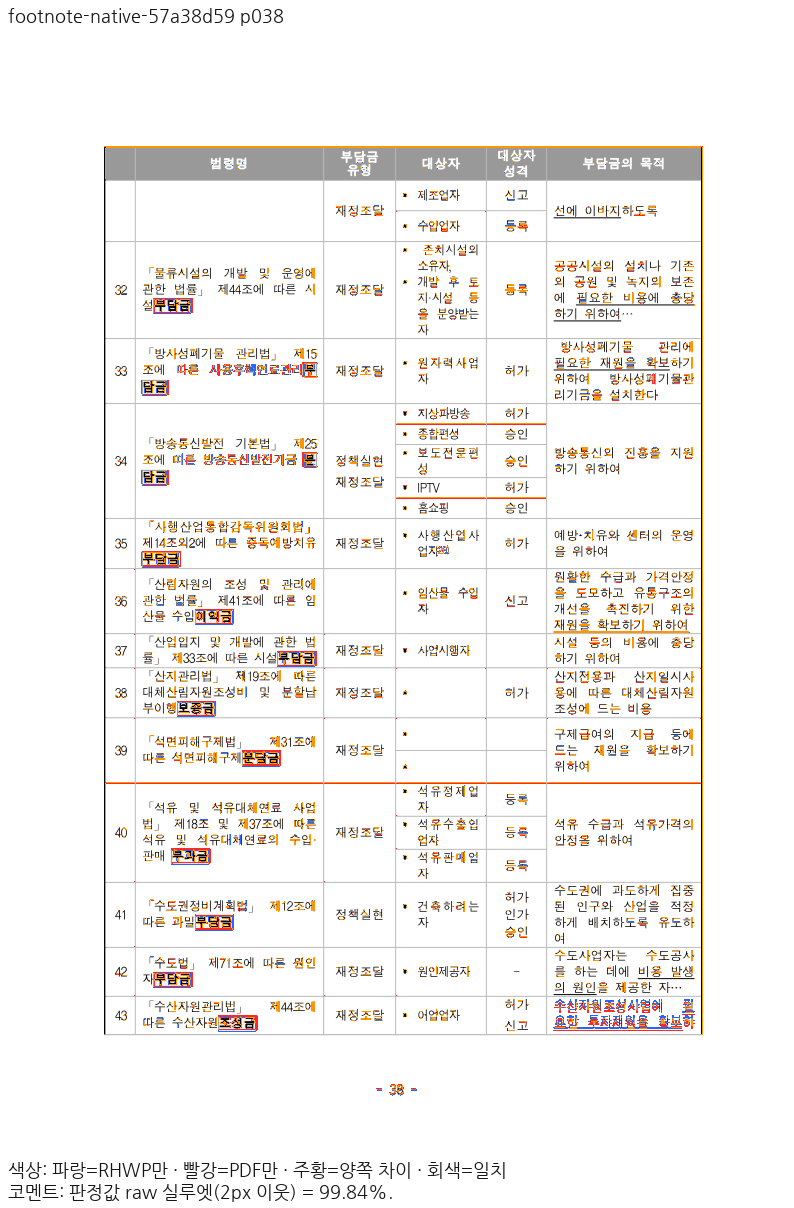 footnote-native-57a38d59 p038
법령명
부담금 유형
대상자
대상자 성격
부담금의 목적
재정조달
• 제조업자
신고
• 수입업자
등록
선에 이바지하도록
32
「물류시설의 개발 및 운영에
관한 법률」 제44조에 따른 시
설부담금
재정조달
• 존치시설의
소유자,
• 개발 후 토
지·시설 등
을 분양받는
자
등록
공공시설의 설치나 기존
의 공원 및 녹지의 보존
에 필요한 비용에 충당
하기 위하여…
33
「방사성폐기물 관리법」 제15
조에 따른 사용후핵연료관리부
담금
재정조달
• 원자력사업
자
허가
방사성폐기물 관리에
필요한 재원을 확보하기
위하여 방사성폐기물관
리기금을 설치한다
34
「방송통신발전 기본법」 제25
조에 따른 방송통신발전기금 분
담금
정책실현
재정조달
• 지상파방송
허가
• 종합편성
승인
• 보도전문편
성
승인
• IPTV
허가
• 홈쇼핑
승인
방송통신의 진흥을 지원
하기 위하여
35
「사행산업통합감독위원회법」
제14조의2에 따른 중독예방치유
부담금
재정조달
• 사행산업사
업자
허가
예방·치유와 센터의 운영
을 위하여
36
「산림자원의 조성 및 관리에
관한 법률」 제41조에 따른 임
산물 수입이익금
• 임산물 수입
자
신고
원활한 수급과 가격안정
을 도모하고 유통구조의
개선을 촉진하기 위한
재원을 확보하기 위하여
37
「산업입지 및 개발에 관한 법
률」 제33조에 따른 시설부담금
재정조달
• 사업시행자
시설 등의 비용에 충당
하기 위하여
38
「산지관리법」 제19조에 따른
대체산림자원조성비 및 분할납
부이행보증금
재정조달
•
허가
산지전용과 산지일시사
용에 따른 대체산림자원
조성에 드는 비용
39
「석면피해구제법」 제31조에
따른 석면피해구제분담금
재정조달
•
•
구제급여의 지급 등에
드는 재원을 확보하기
위하여
40
「석유 및 석유대체연료 사업
법」 제18조 및 제37조에 따른
석유 및 석유대체연료의 수입·
판매 부과금
재정조달
• 석유정제업
자
등록
• 석유수출입
업자
등록
• 석유판매업
자
등록
석유 수급과 석유가격의
안정을 위하여
41
「수도권정비계획법」 제12조에
따른 과밀부담금
정책실현
• 건축하려는
자
허가
인가
승인
수도권에 과도하게 집중
된 인구와 산업을 적정
하게 배치하도록 유도하
여
42
「수도법」 제71조에 따른 원인
자부담금
재정조달
• 원인제공자
-
수도사업자는 수도공사
를 하는 데에 비용 발생
의 원인을 제공한 자…
43
「수산자원관리법」 제44조에
따른 수산자원조성금
재정조달
• 어업업자
허가
신고
- 38 -
색상: 파랑=RHWP만 · 빨강=PDF만 · 주황=양쪽 차이 · 회색=일치
코멘트: 판정값 raw 실루엣(2px 이웃) = 99.84%.